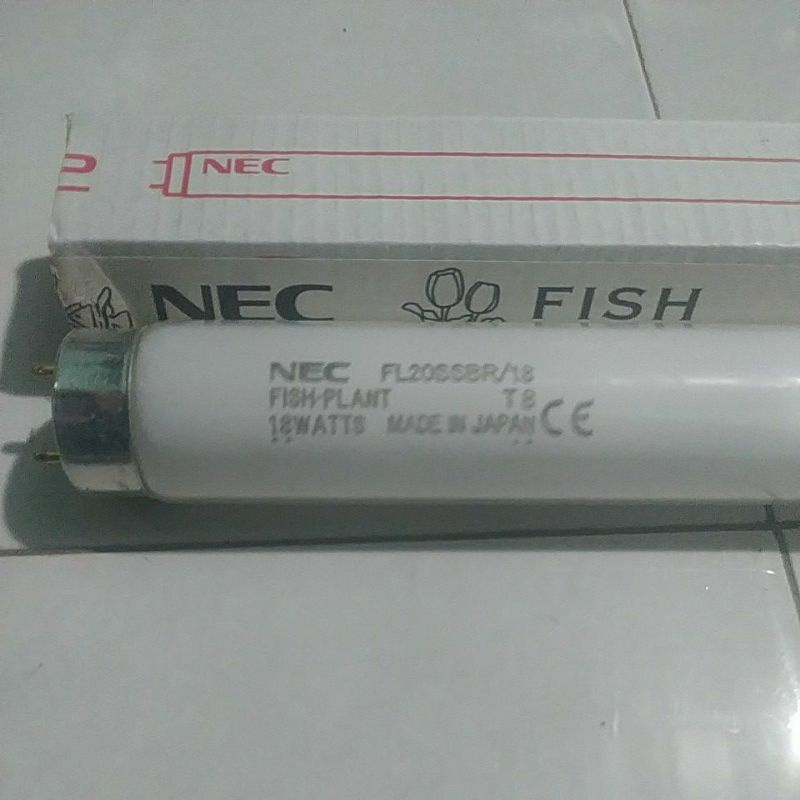 NEC
NEC FISH
NEC FL20SSBR/18
FISH-PLANT T8
18WATTS MADE IN JAPAN CE